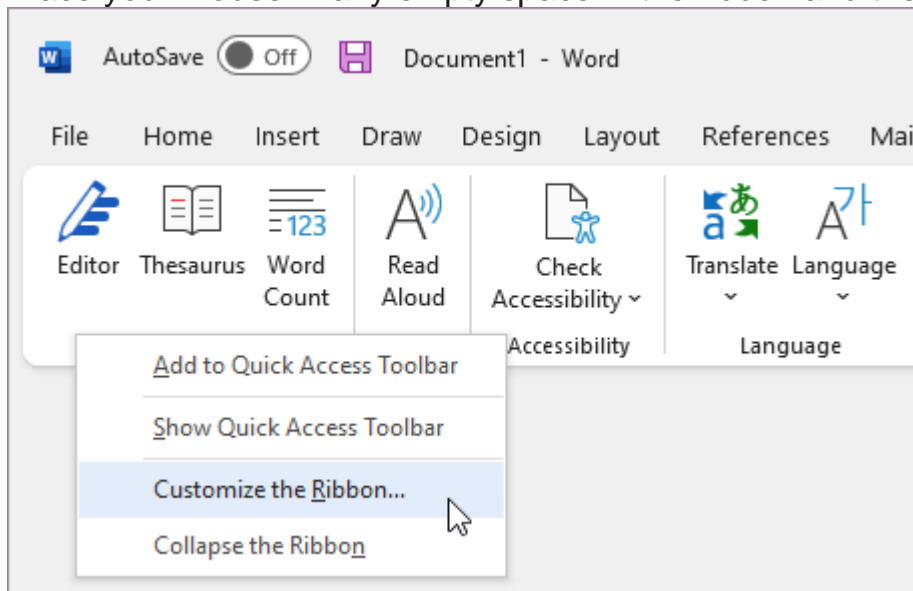 AutoSave Off Document1 - Word
File Home Insert Draw Design Layout References Mai
Editor Thesaurus Word Count Read Aloud Check Accessibility Translate Language
Accessibility Language
Add to Quick Access Toolbar
Show Quick Access Toolbar
Customize the Ribbon...
Collapse the Ribbon